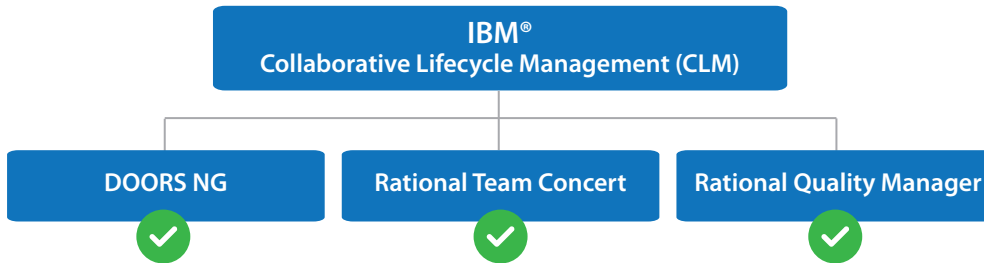 IBM®
Collaborative Lifecycle Management (CLM)
DOORS NG
Rational Team Concert
Rational Quality Manager